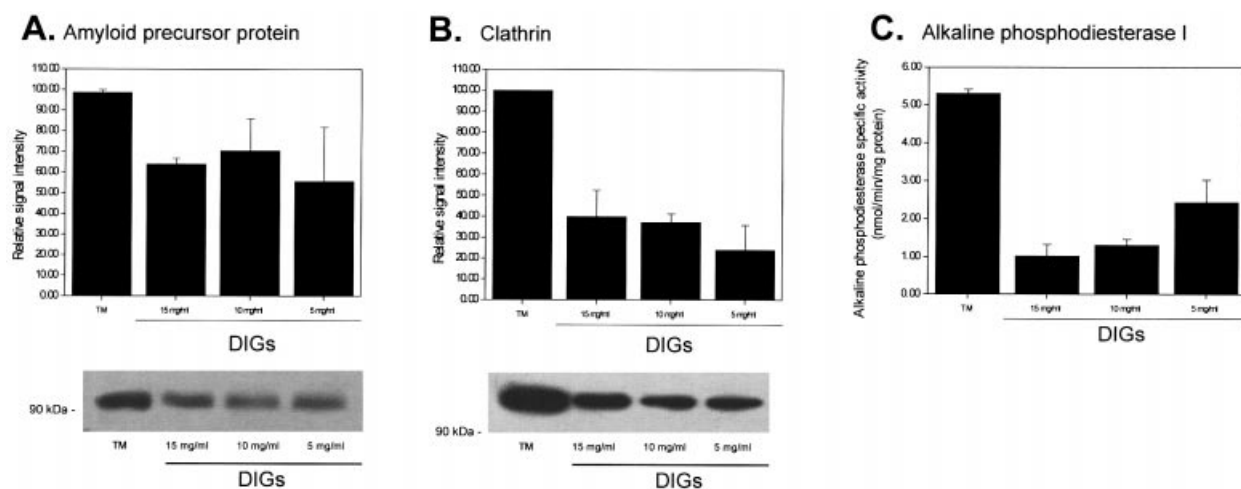 A. Amyloid precursor protein
Relative signal intensity
110.00
100.00
90.00
80.00
70.00
60.00
50.00
40.00
30.00
20.00
10.00
0.00
TM
15 mg/ml
10 mg/ml
5 mg/ml
DIGs
90 kDa -
TM
15 mg/ml
10 mg/ml
5 mg/ml
DIGs
B. Clathrin
Relative signal intensity
110.00
100.00
90.00
80.00
70.00
60.00
50.00
40.00
30.00
20.00
10.00
0.00
TM
15 mg/ml
10 mg/ml
5 mg/ml
DIGs
90 kDa -
TM
15 mg/ml
10 mg/ml
5 mg/ml
DIGs
C. Alkaline phosphodiesterase I
Alkaline phosphodiesterase specific activity
(nmol/min/mg protein)
6.00
5.00
4.00
3.00
2.00
1.00
0.00
TM
15 mg/ml
10 mg/ml
5 mg/ml
DIGs